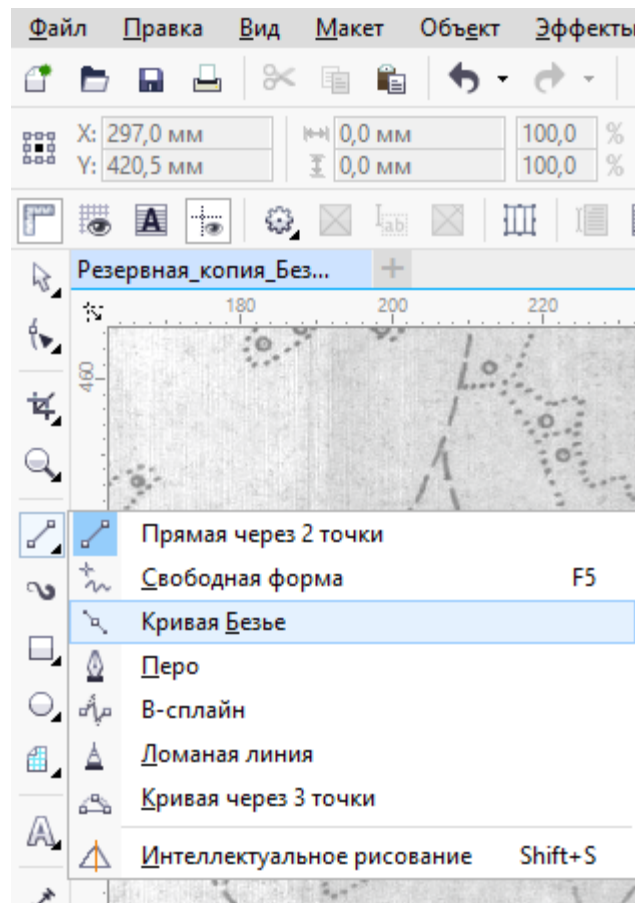 Файл Правка Вид Макет Объект Эффекты
X: 297,0 мм 0,0 мм 100,0 %
Y: 420,5 мм 0,0 мм 100,0 %
A ab
Резервная_копия_Без...
180 200 220
460
Прямая через 2 точки
Свободная форма F5
Кривая Безье
Перо
В-сплайн
Ломаная линия
Кривая через 3 точки
Интеллектуальное рисование Shift+S
A